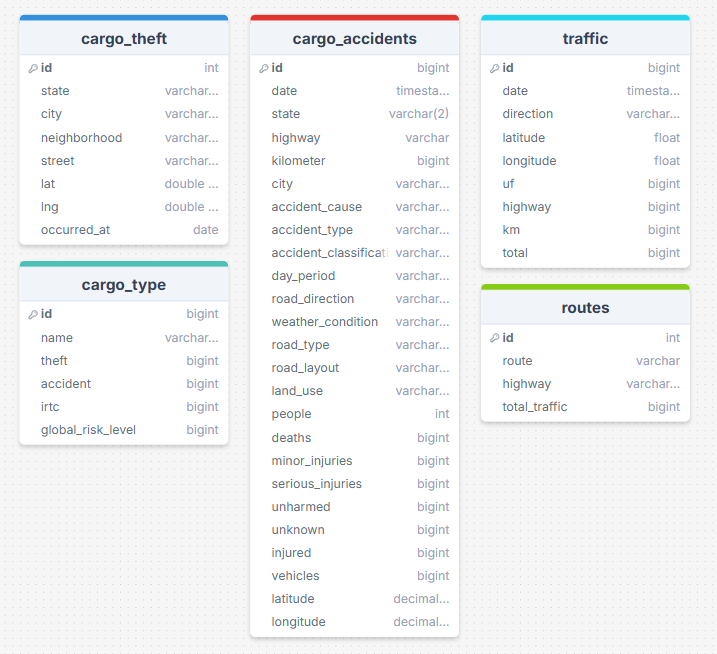 cargo_theft
id int
state varchar...
city varchar...
neighborhood varchar...
street varchar...
lat double ...
lng double ...
occurred_at date
cargo_type
id bigint
name varchar...
theft bigint
accident bigint
irtc bigint
global_risk_level bigint
cargo_accidents
id bigint
date timesta...
state varchar(2)
highway varchar
kilometer bigint
city varchar...
accident_cause varchar...
accident_type varchar...
accident_classificati varchar...
day_period varchar...
road_direction varchar...
weather_condition varchar...
road_type varchar...
road_layout varchar...
land_use varchar...
people int
deaths bigint
minor_injuries bigint
serious_injuries bigint
unharmed bigint
unknown bigint
injured bigint
vehicles bigint
latitude decimal...
longitude decimal...
traffic
id bigint
date timesta...
direction varchar...
latitude float
longitude float
uf bigint
highway bigint
km bigint
total bigint
routes
id int
route varchar
highway varchar...
total_traffic bigint